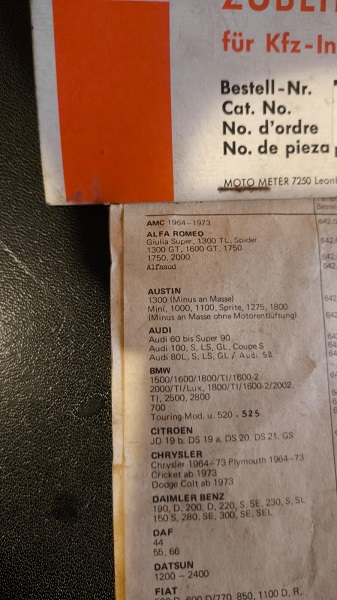 für Kfz-In
Bestell-Nr.
Cat. No.
No. d'ordre
No. de pieza
MOTO METER 7250 Leon
Bestel
AMC 1964-1973
642.0
ALFA ROMEO
Giulia Super, 1300 TL, Spider
1300 GT, 1600 GT, 1750
1750, 2000
Alfasud
AUSTIN
1300 (Minus an Masse)
Mini, 1000, 1100, Sprite, 1275, 1800
(Minus an Masse ohne Motorentlüftung)
AUDI
Audi 60 bis Super 90
Audi 100, S, LS, GL, Coupe S
Audi 80L, S, LS, GL / Audi 50
BMW
1500/1600/1800/TI/1600-2
2000/TI/Lux, 1800/TI/1600-2/2002,
TI, 2500, 2800
700
Touring-Mod. u. 520 . 525
CITROEN
JD 19 b, DS 19 a, DS 20, DS 21, GS
CHRYSLER
Chrysler 1964-73 Plymouth 1964-73
Cricket ab 1973
Dodge Colt ab 1973
DAIMLER BENZ
190, D, 200, D, 220, S, SE, 230, S, SL
150 S, 280, SE, 300, SE, SEL
DAF
44
55, 66
DATSUN
1200 - 2400
FIAT
D/770, 850, 1100 D, R,